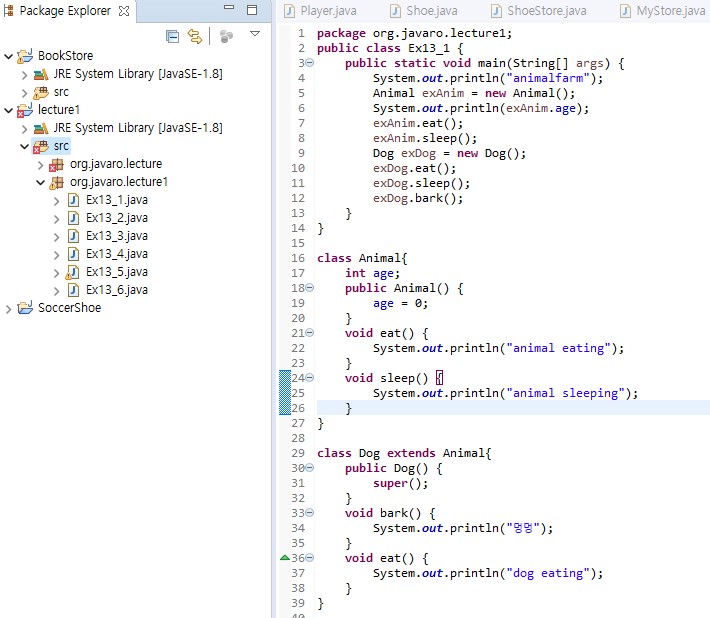 Package Explorer
BookStore
JRE System Library [JavaSE-1.8]
src
lecture1
JRE System Library [JavaSE-1.8]
src
org.javaro.lecture
org.javaro.lecture1
Ex13_1.java
Ex13_2.java
Ex13_3.java
Ex13_4.java
Ex13_5.java
Ex13_6.java
SoccerShoe
Player.java Shoe.java ShoeStore.java MyStore.java
1 package org.javaro.lecture1;
2 public class Ex13_1 {
3 public static void main(String[] args) {
4 System.out.println("animalfarm");
5 Animal exAnim = new Animal();
6 System.out.println(exAnim.age);
7 exAnim.eat();
8 exAnim.sleep();
9 Dog exDog = new Dog();
10 exDog.eat();
11 exDog.sleep();
12 exDog.bark();
13 }
14 }
15
16 class Animal{
17 int age;
18 public Animal() {
19 age = 0;
20 }
21 void eat() {
22 System.out.println("animal eating");
23 }
24 void sleep() {
25 System.out.println("animal sleeping");
26 }
27 }
28
29 class Dog extends Animal{
30 public Dog() {
31 super();
32 }
33 void bark() {
34 System.out.println("멍멍");
35 }
36 void eat() {
37 System.out.println("dog eating");
38 }
39 }
40